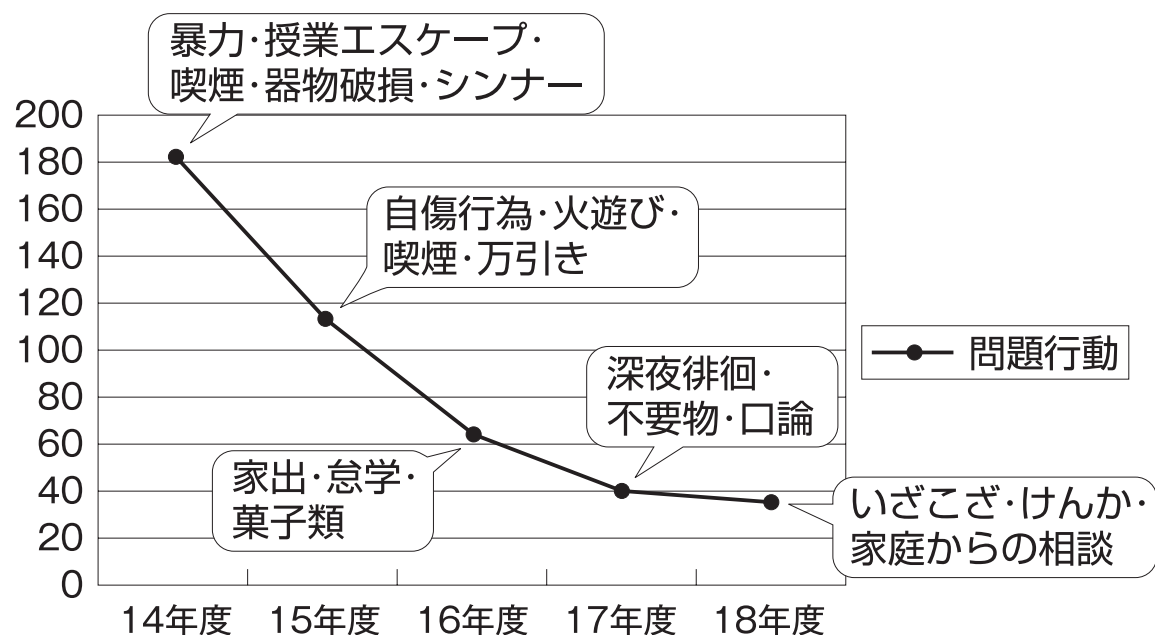 暴力・授業エスケープ・
喫煙・器物破損・シンナー
200
180
160
140
120
100
80
60
40
20
0
自傷行為・火遊び・
喫煙・万引き
深夜徘徊・
不要物・口論
家出・怠学・
菓子類
いざこざ・けんか・
家庭からの相談
問題行動
14年度
15年度
16年度
17年度
18年度